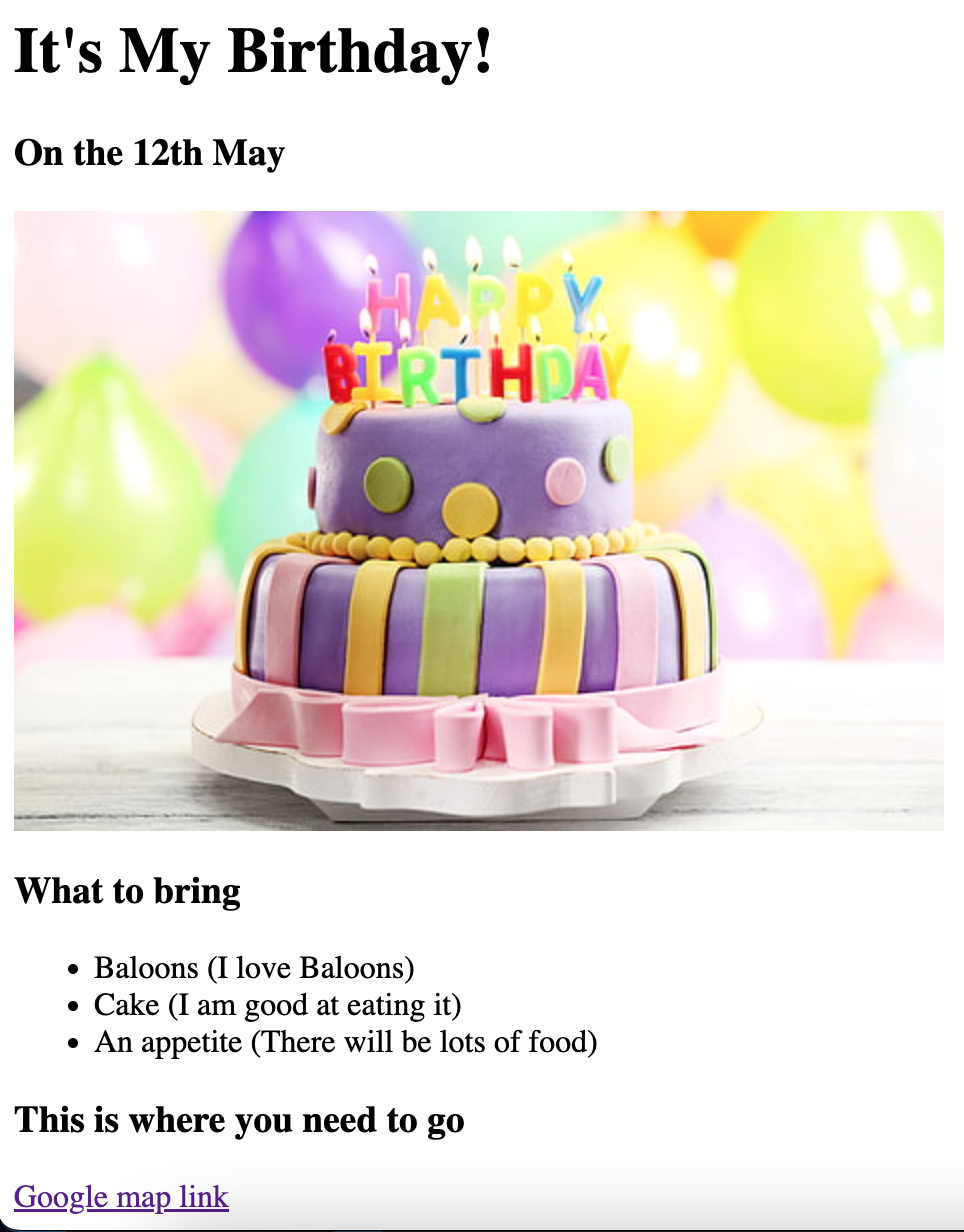 It's My Birthday!
On the 12th May
HAPPY
BIRTHDAY
What to bring
Baloons (I love Baloons)
Cake (I am good at eating it)
An appetite (There will be lots of food)
This is where you need to go
Google map link